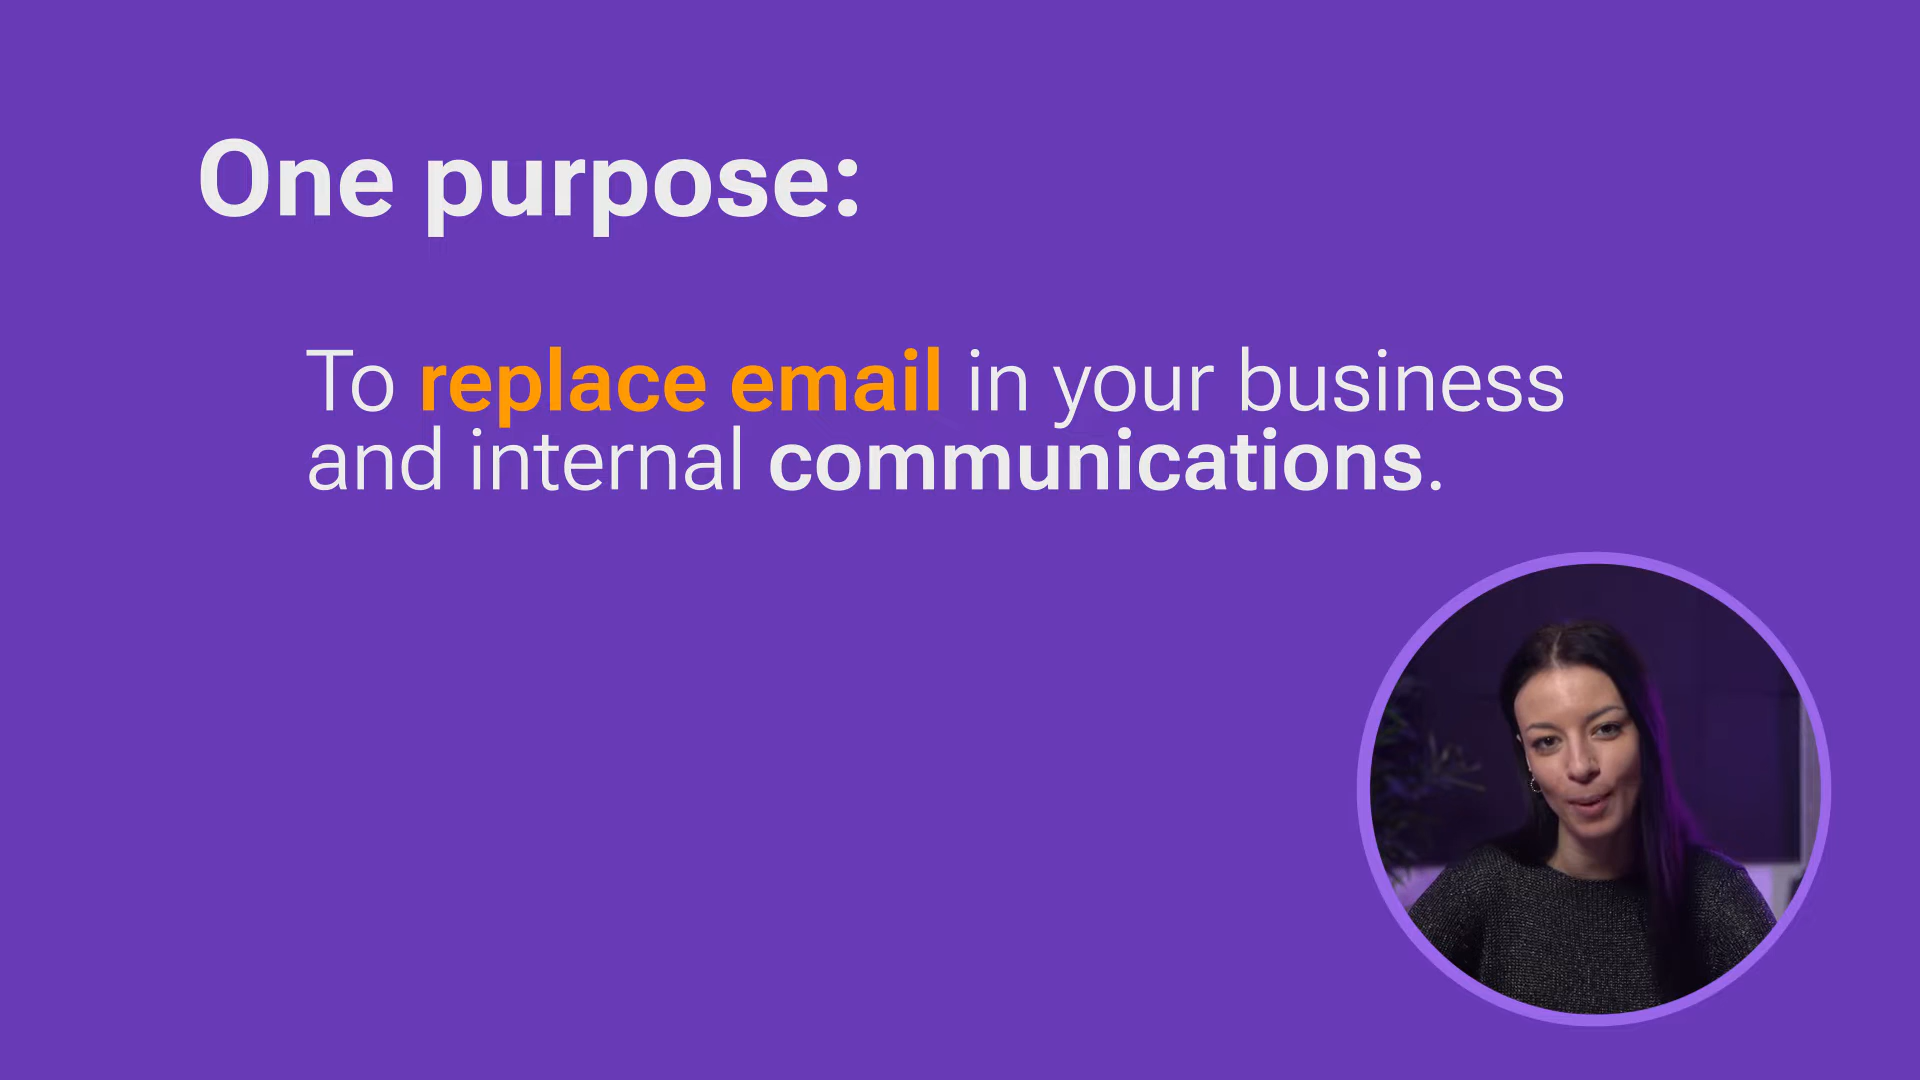 One purpose:
To replace email in your business
and internal communications.